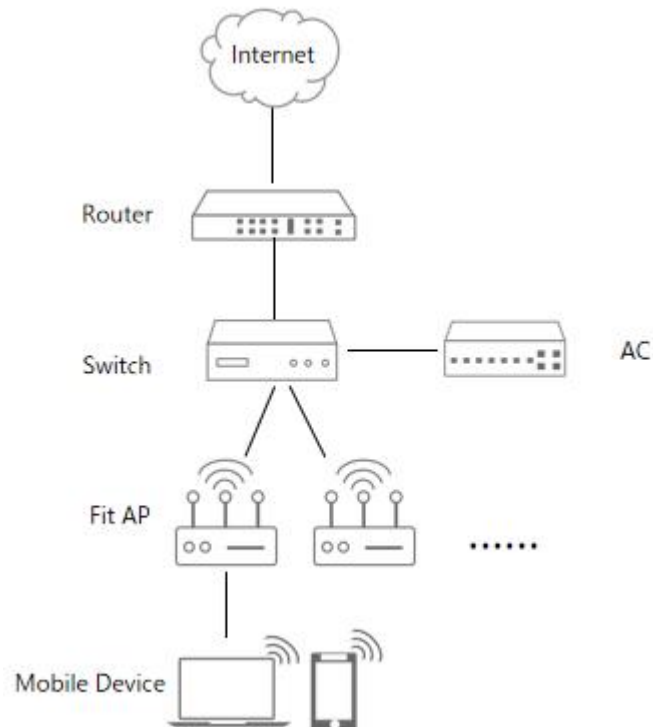 Internet
Router
Switch
AC
Fit AP
......
Mobile Device